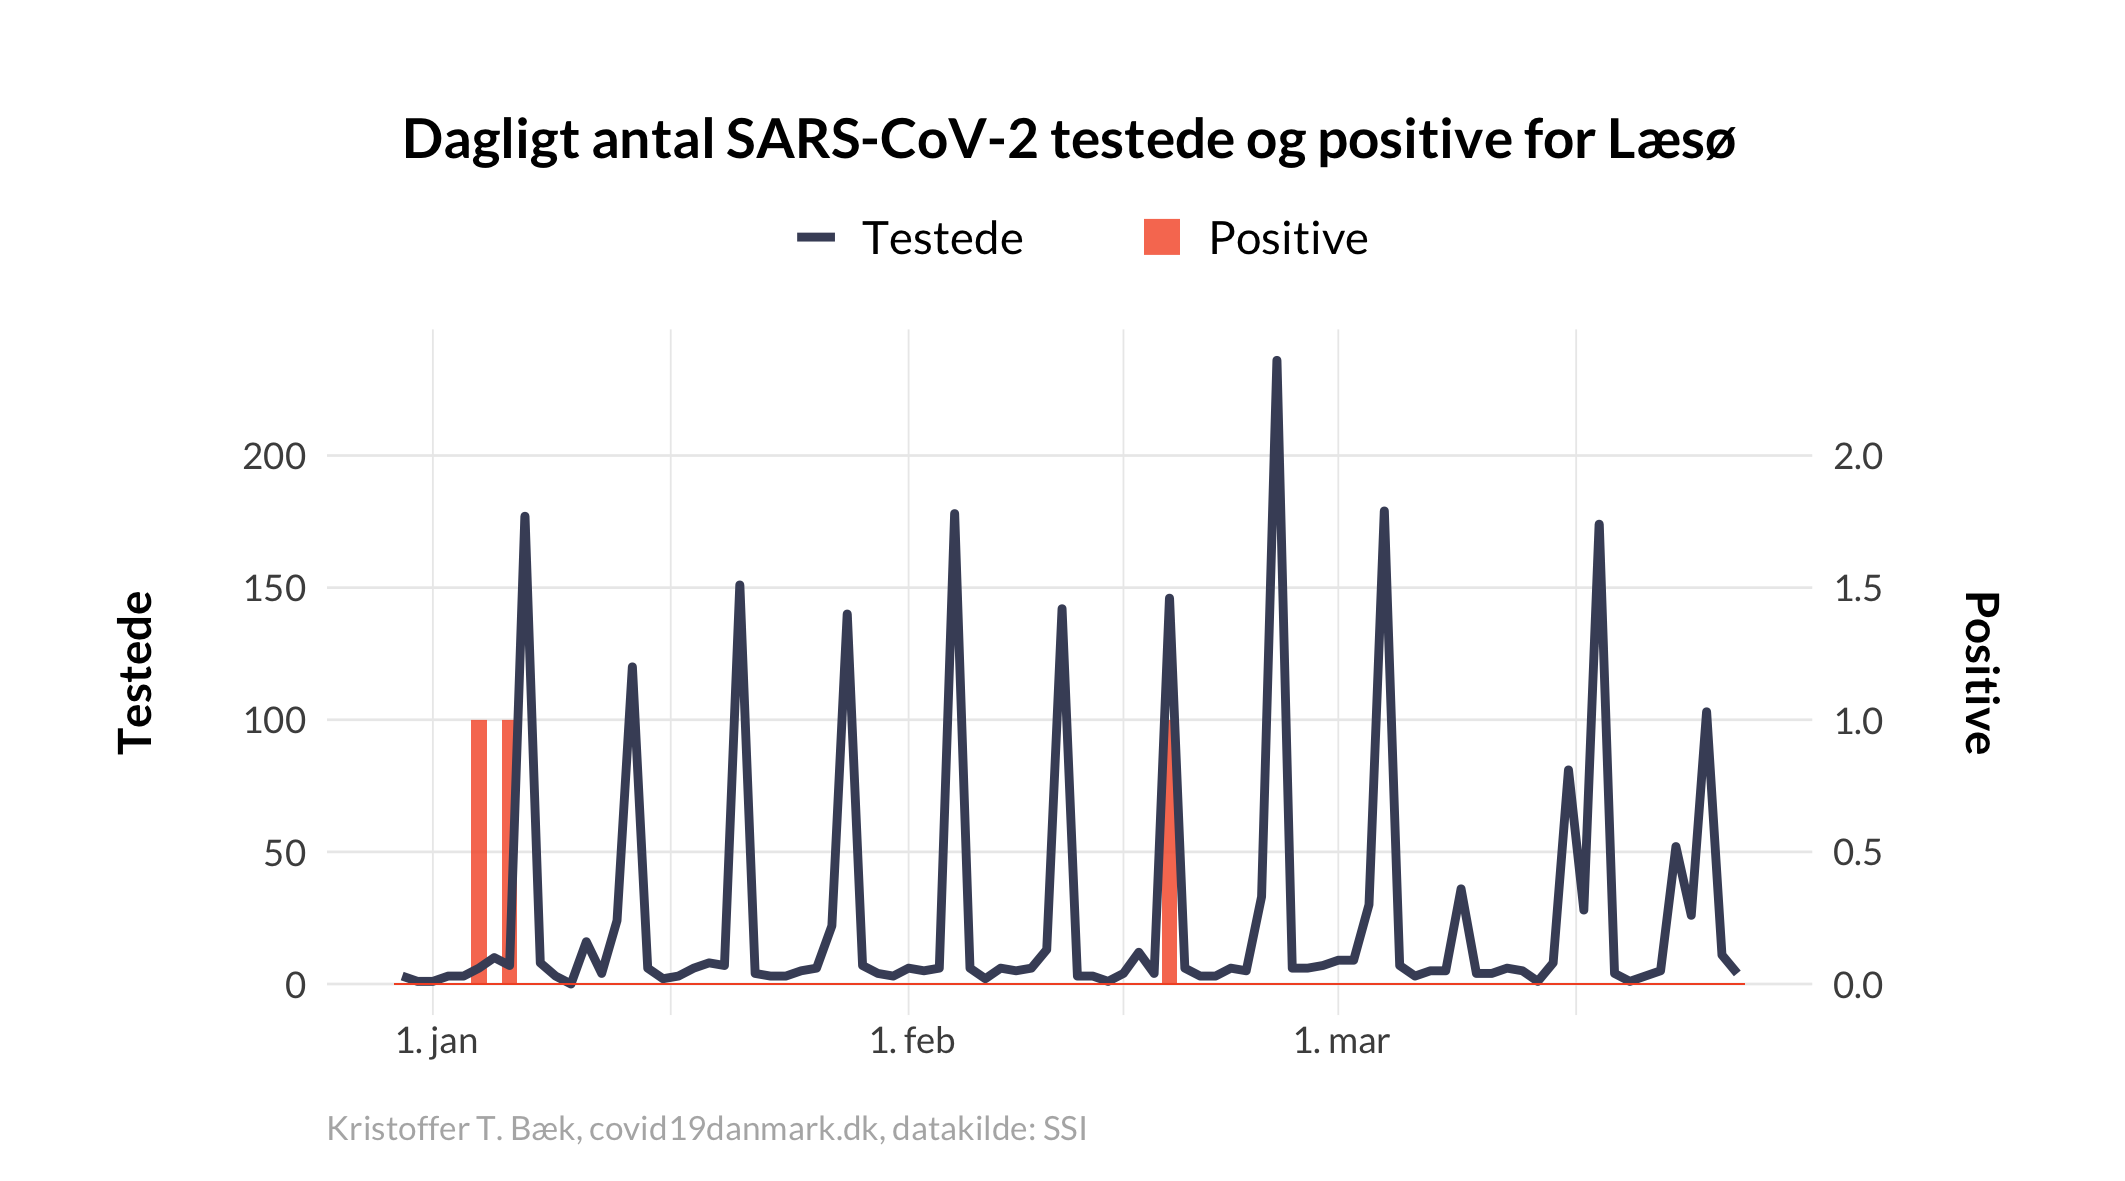 Dagligt antal SARS-CoV-2 testede og positive for Læsø
Testede Positive
Testede
200
150
100
50
0
2.0
1.5
1.0
0.5
0.0
Positive
1. jan 1. feb 1. mar
Kristoffer T. Bæk, covid19danmark.dk, datakilde: SSI